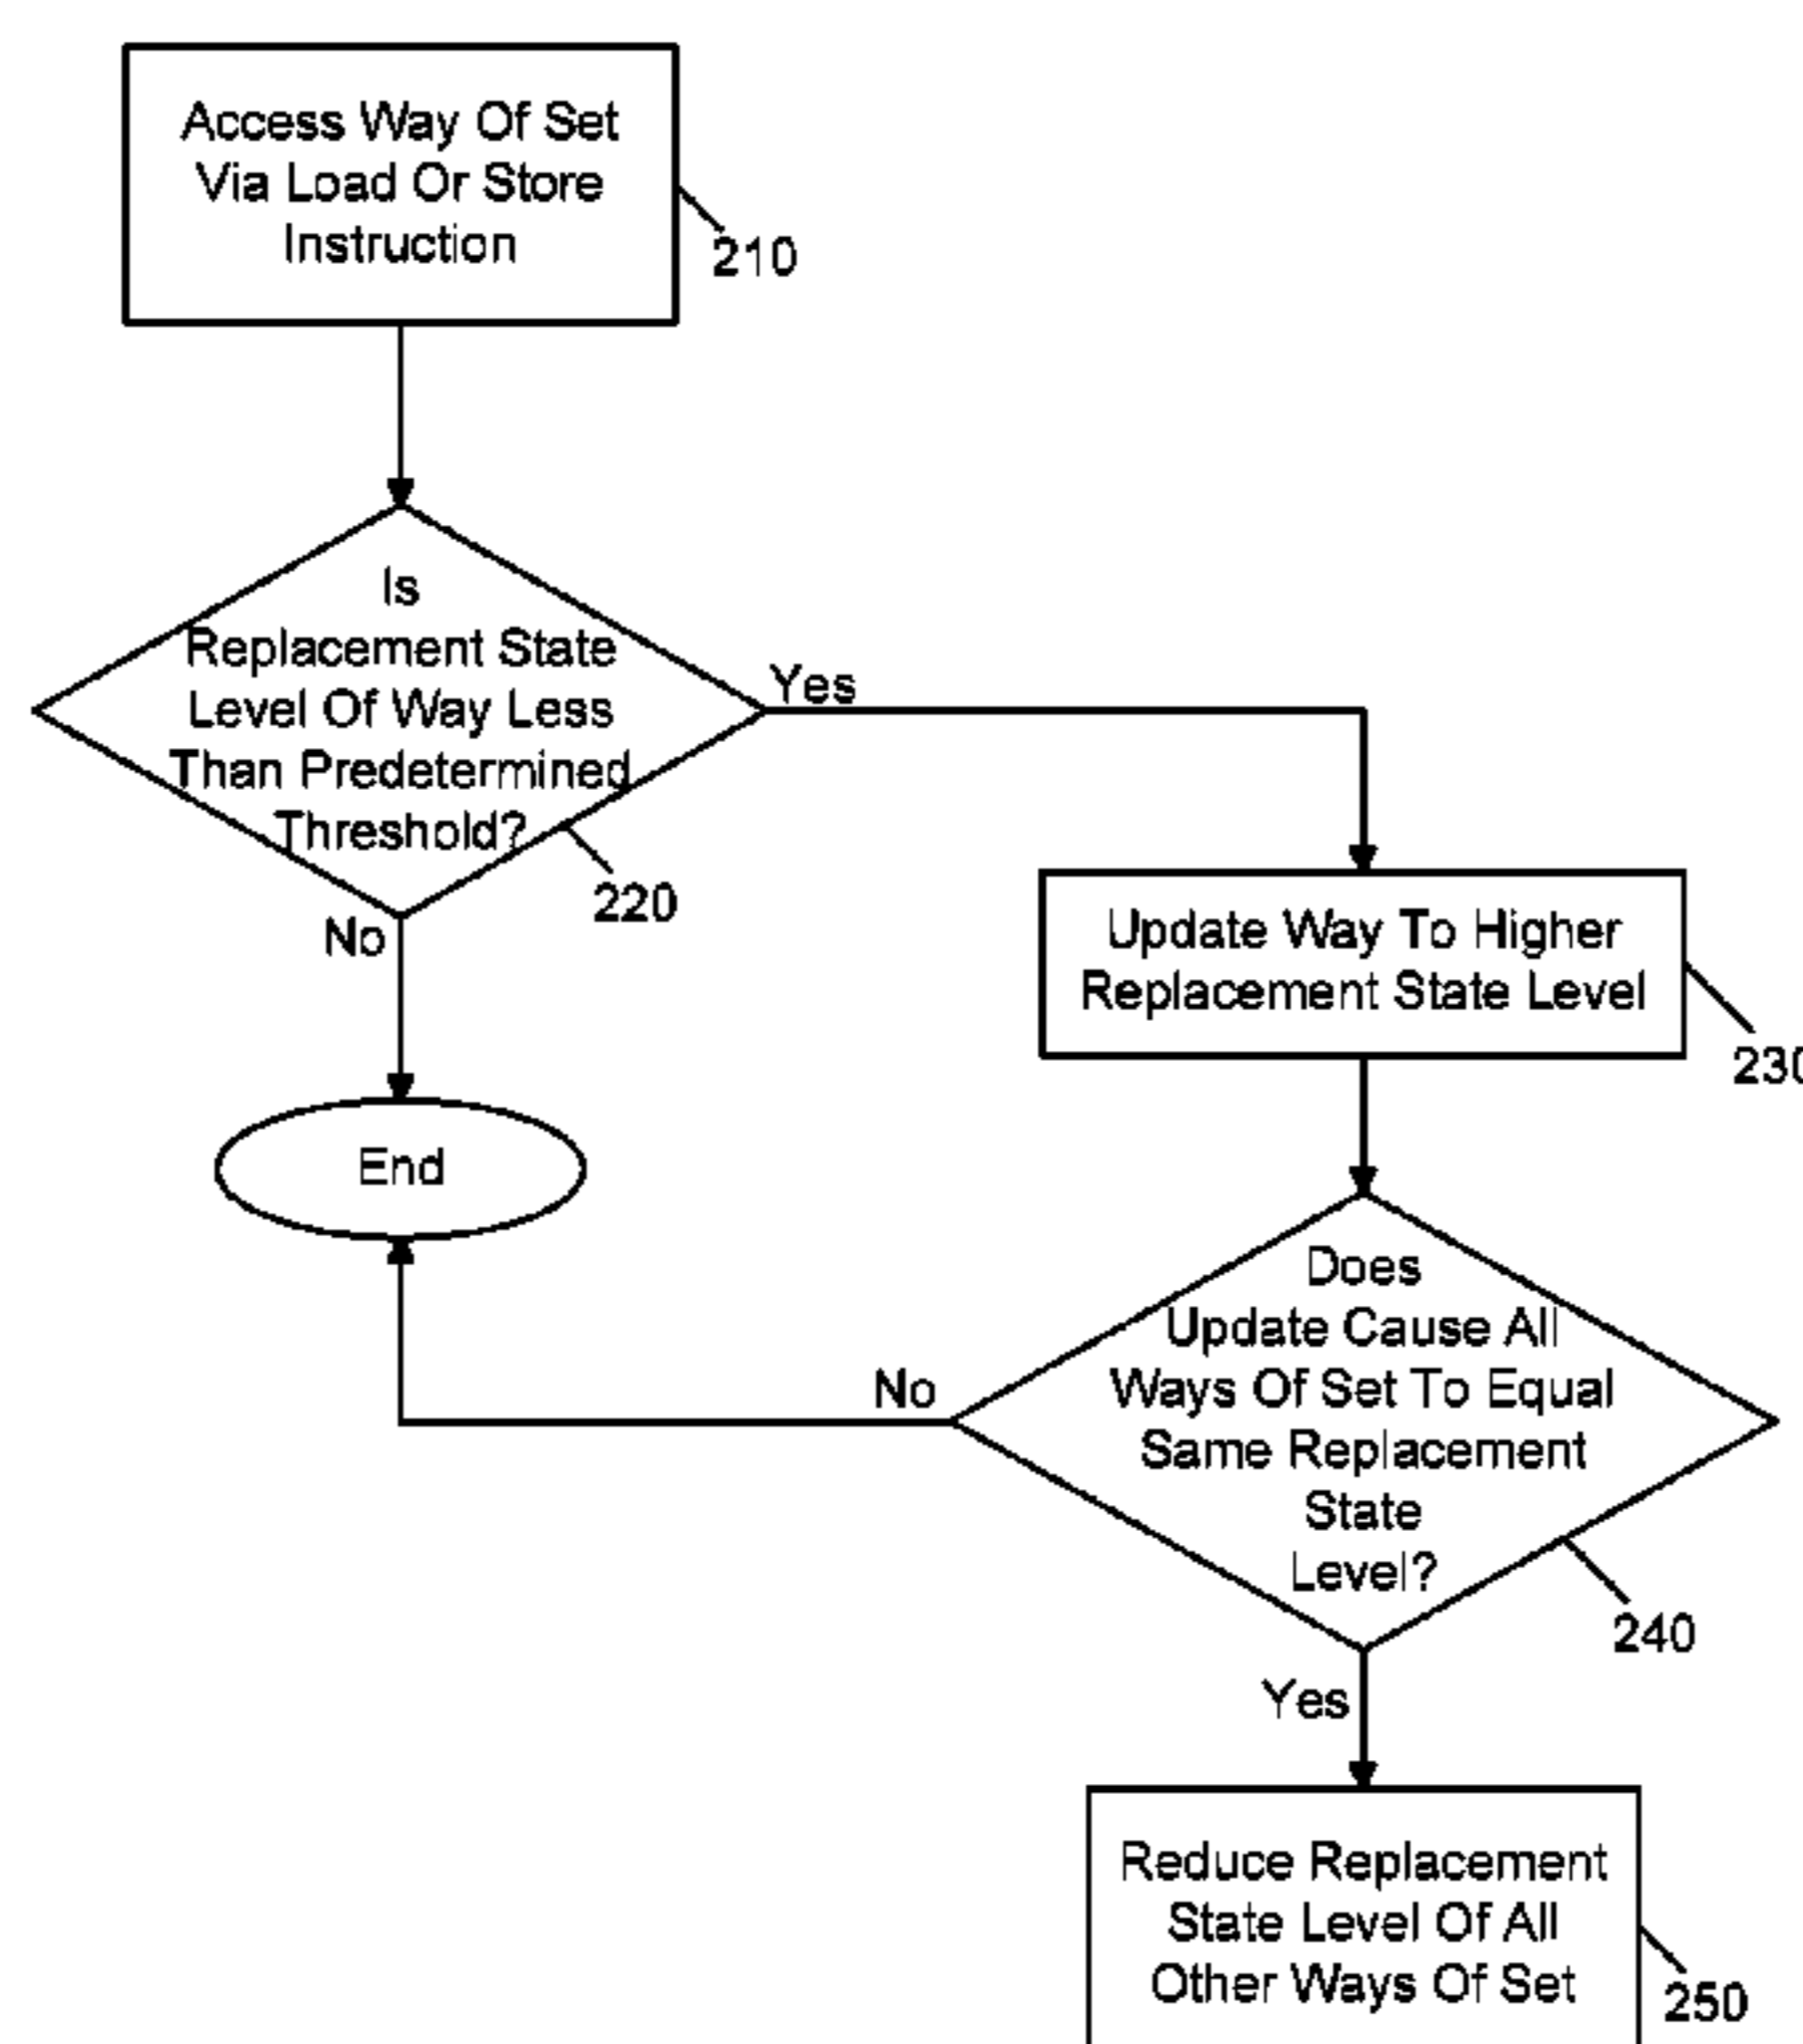 Access Way Of Set
Via Load Or Store
Instruction
210
Is
Replacement State
Level Of Way Less
Than Predetermined
Threshold?
220
Yes
No
Update Way To Higher
Replacement State Level
230
End
Does
Update Cause All
Ways Of Set To Equal
Same Replacement
State
Level?
240
No
Yes
Reduce Replacement
State Level Of All
Other Ways Of Set
250